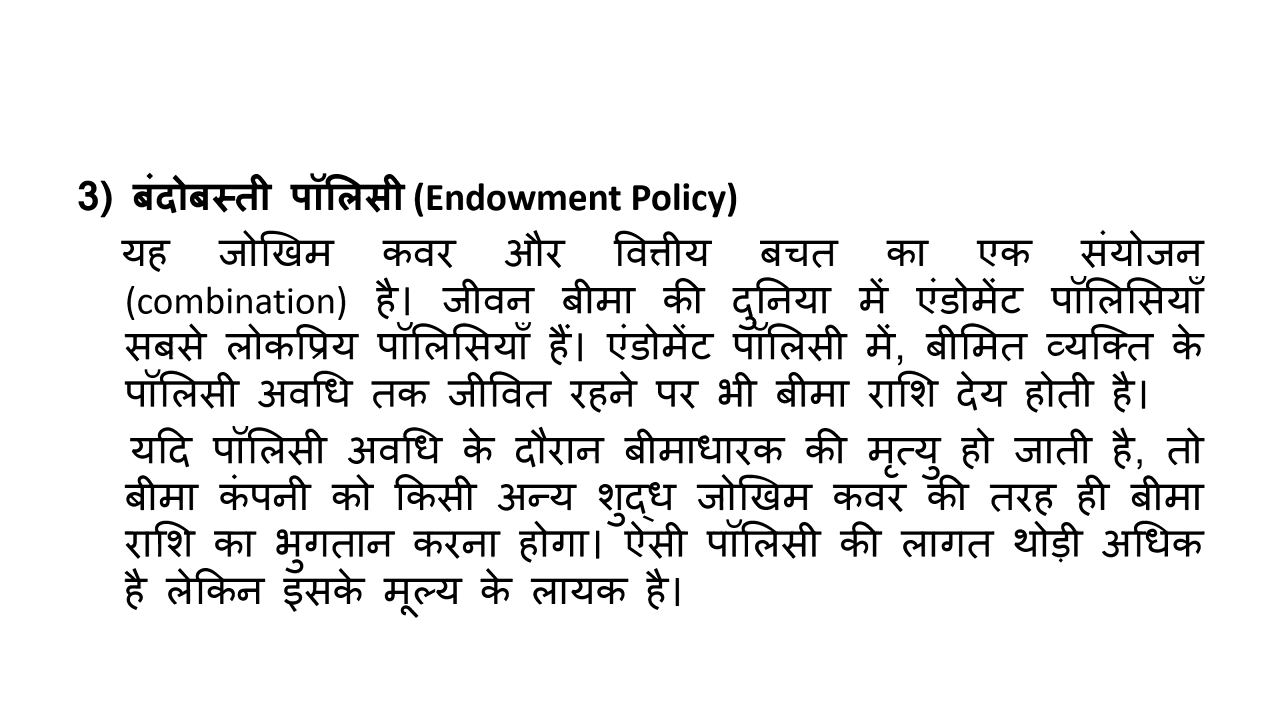 3) बंदोबस्ती पॉलिसी (Endowment Policy)
यह जोखिम कवर और वित्तीय बचत का एक संयोजन
(combination) है। जीवन बीमा की दुनिया में एंडोमेंट पॉलिसियाँ
सबसे लोकप्रिय पॉलिसियाँ हैं। एंडोमेंट पॉलिसी में, बीमित व्यक्ति के
पॉलिसी अवधि तक जीवित रहने पर भी बीमा राशि देय होती है।
यदि पॉलिसी अवधि के दौरान बीमाधारक की मृत्यु हो जाती है, तो
बीमा कंपनी को किसी अन्य शुद्ध जोखिम कवर की तरह ही बीमा
राशि का भुगतान करना होगा। ऐसी पॉलिसी की लागत थोड़ी अधिक
है लेकिन इसके मूल्य के लायक है।